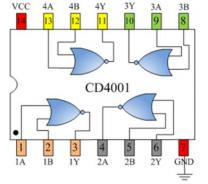 VCC 4A 4B 4Y 3Y 3A 3B
14 13 12 11 10 9 8
CD4001
1 2 3 4 5 6 7
1A 1B 1Y 2A 2B 2Y GND